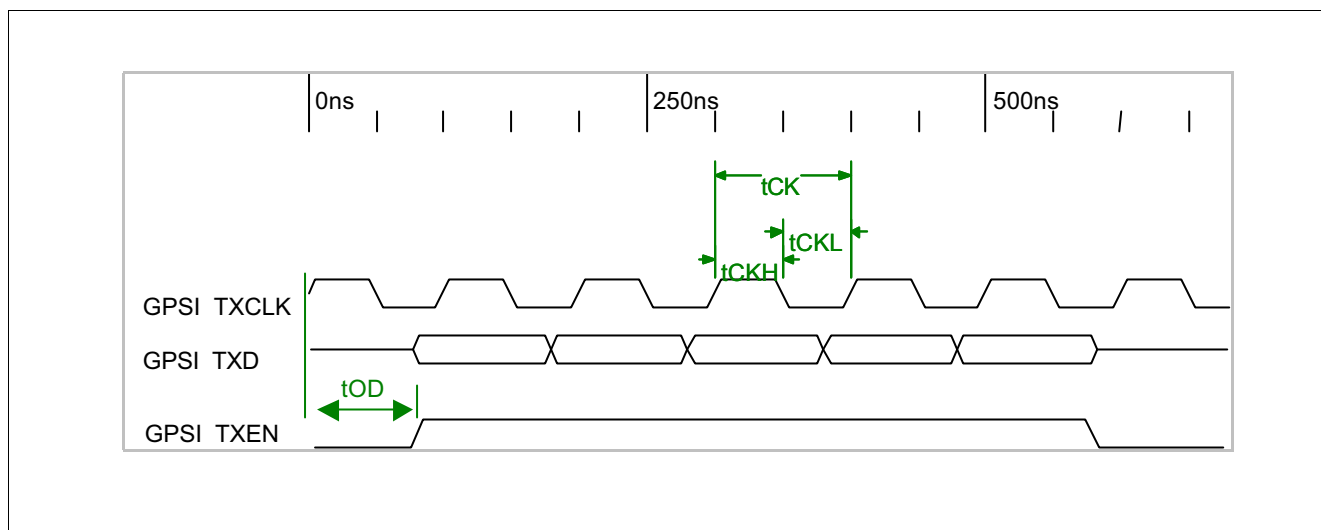 0ns 250ns 500ns
tCK
tCKL
tCKH
GPSI TXCLK
GPSI TXD
tOD
GPSI TXEN